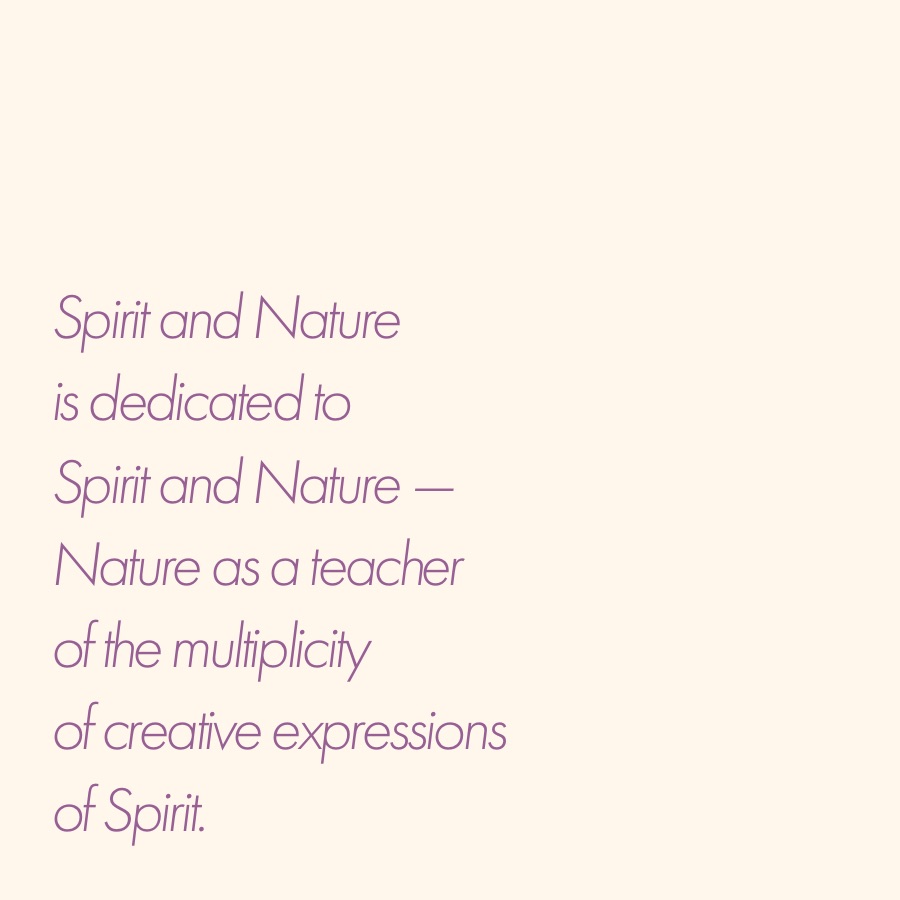 Spirit and Nature
is dedicated to
Spirit and Nature —
Nature as a teacher
of the multiplicity
of creative expressions
of Spirit.